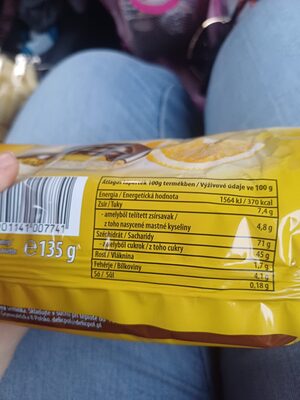 Átlagos tápérték 100g termékben / Výživové údaje ve 100 g
Energia / Energetická hodnota 1564 kJ / 370 kcal
Zsír/Tuky 7,4 g
- amelyből telített zsírsavak /
z toho nasycené mastné kyseliny 4,8 g
Szénhidrát / Sacharidy 71 g
- amelyből cukrok / z toho cukry 45 g
Rost / Vláknina 1,7 g
Fehérje / Bílkoviny 4,1 g
Só / Sůl 0,18 g
01141 007741
℮ 135 g